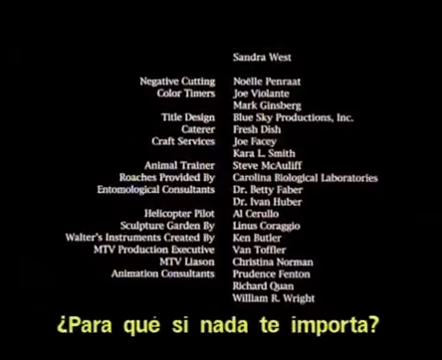 Sandra West
Negative Cutting Noëlle Penraat
Color Timers Joe Violante
Mark Ginsberg
Title Design Blue Sky Productions, Inc.
Caterer Fresh Dish
Craft Services Joe Facey
Kara L. Smith
Animal Trainer Steve McAuliff
Roaches Provided By Carolina Biological Laboratories
Entomological Consultants Dr. Betty Faber
Dr. Ivan Huber
Helicopter Pilot Al Cerullo
Sculpture Garden By Linus Coraggio
Walter's Instruments Created By Ken Butler
MTV Production Executive Van Toffler
MTV Liason Christina Norman
Animation Consultants Prudence Fenton
Richard Quan
William R. Wright
¿Para qué si nada te importa?